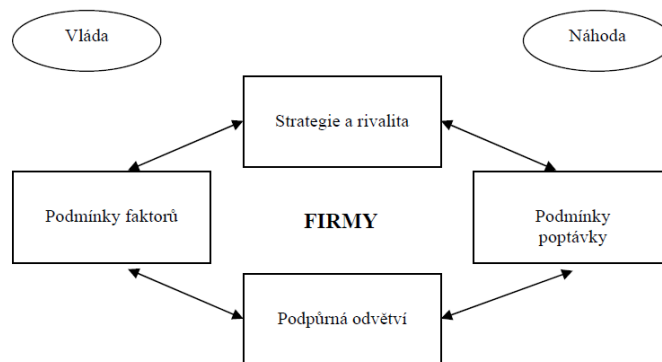 Vláda
Náhoda
Strategie a rivalita
Podmínky faktorů
FIRMY
Podmínky
poptávky
Podpůrná odvětví